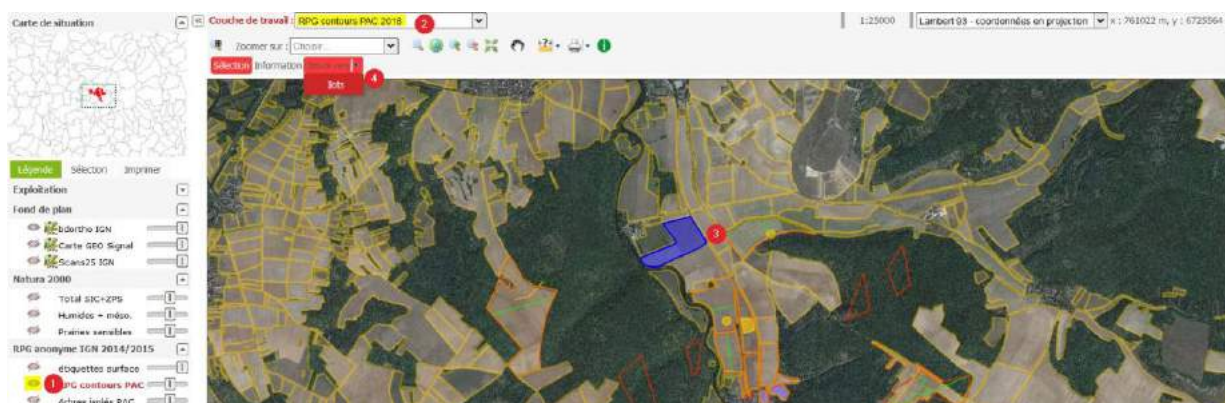 Carte de situation
Couche de travail : RPG contours PAC 2018
2
1:25000
Lambert 93 - coordonnées en projection
x : 761022 m, y : 6725564
Zoomer sur : Choisir...
Sélection Information
4
Ilots
Légende Sélection Imprimer
Exploitation
Fond de plan
bdortho IGN
Carte GEO Signal
Scans25 IGN
Natura 2000
Total SIC+ZPS
Humides + méso.
Prairies sensibles
RPG anonyme IGN 2014/2015
étiquettes surface
1
RPG contours PAC
Arbres isolés PAC
3